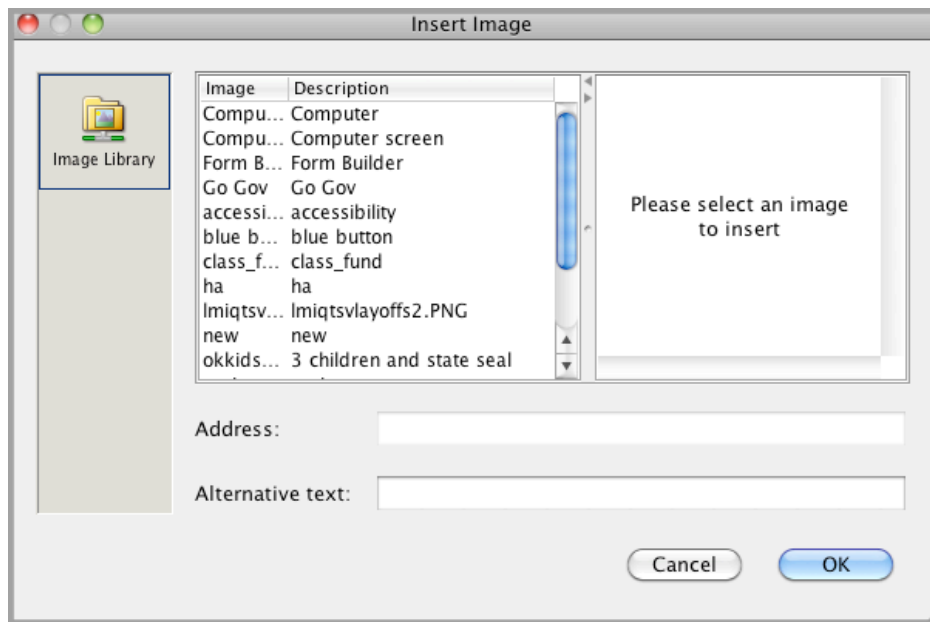 Insert Image
Image Library
Image Description
Compu... Computer
Compu... Computer screen
Form B... Form Builder
Go Gov Go Gov
accessi... accessibility
blue b... blue button
class_f... class_fund
ha ha
lmiqtsv... lmiqtsvlayoffs2.PNG
new new
okkids... 3 children and state seal
Please select an image
to insert
Address:
Alternative text:
Cancel OK